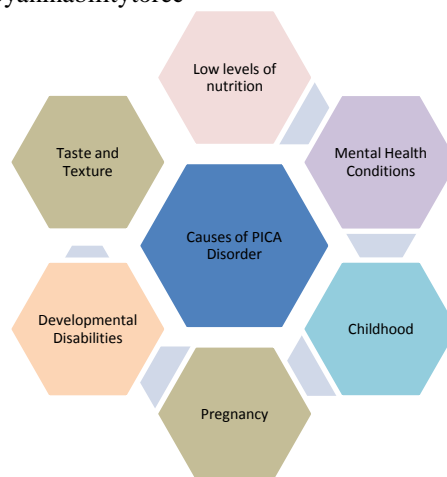 Low levels of
nutrition
Mental Health
Conditions
Childhood
Pregnancy
Developmental
Disabilities
Taste and
Texture
Causes of PICA
Disorder